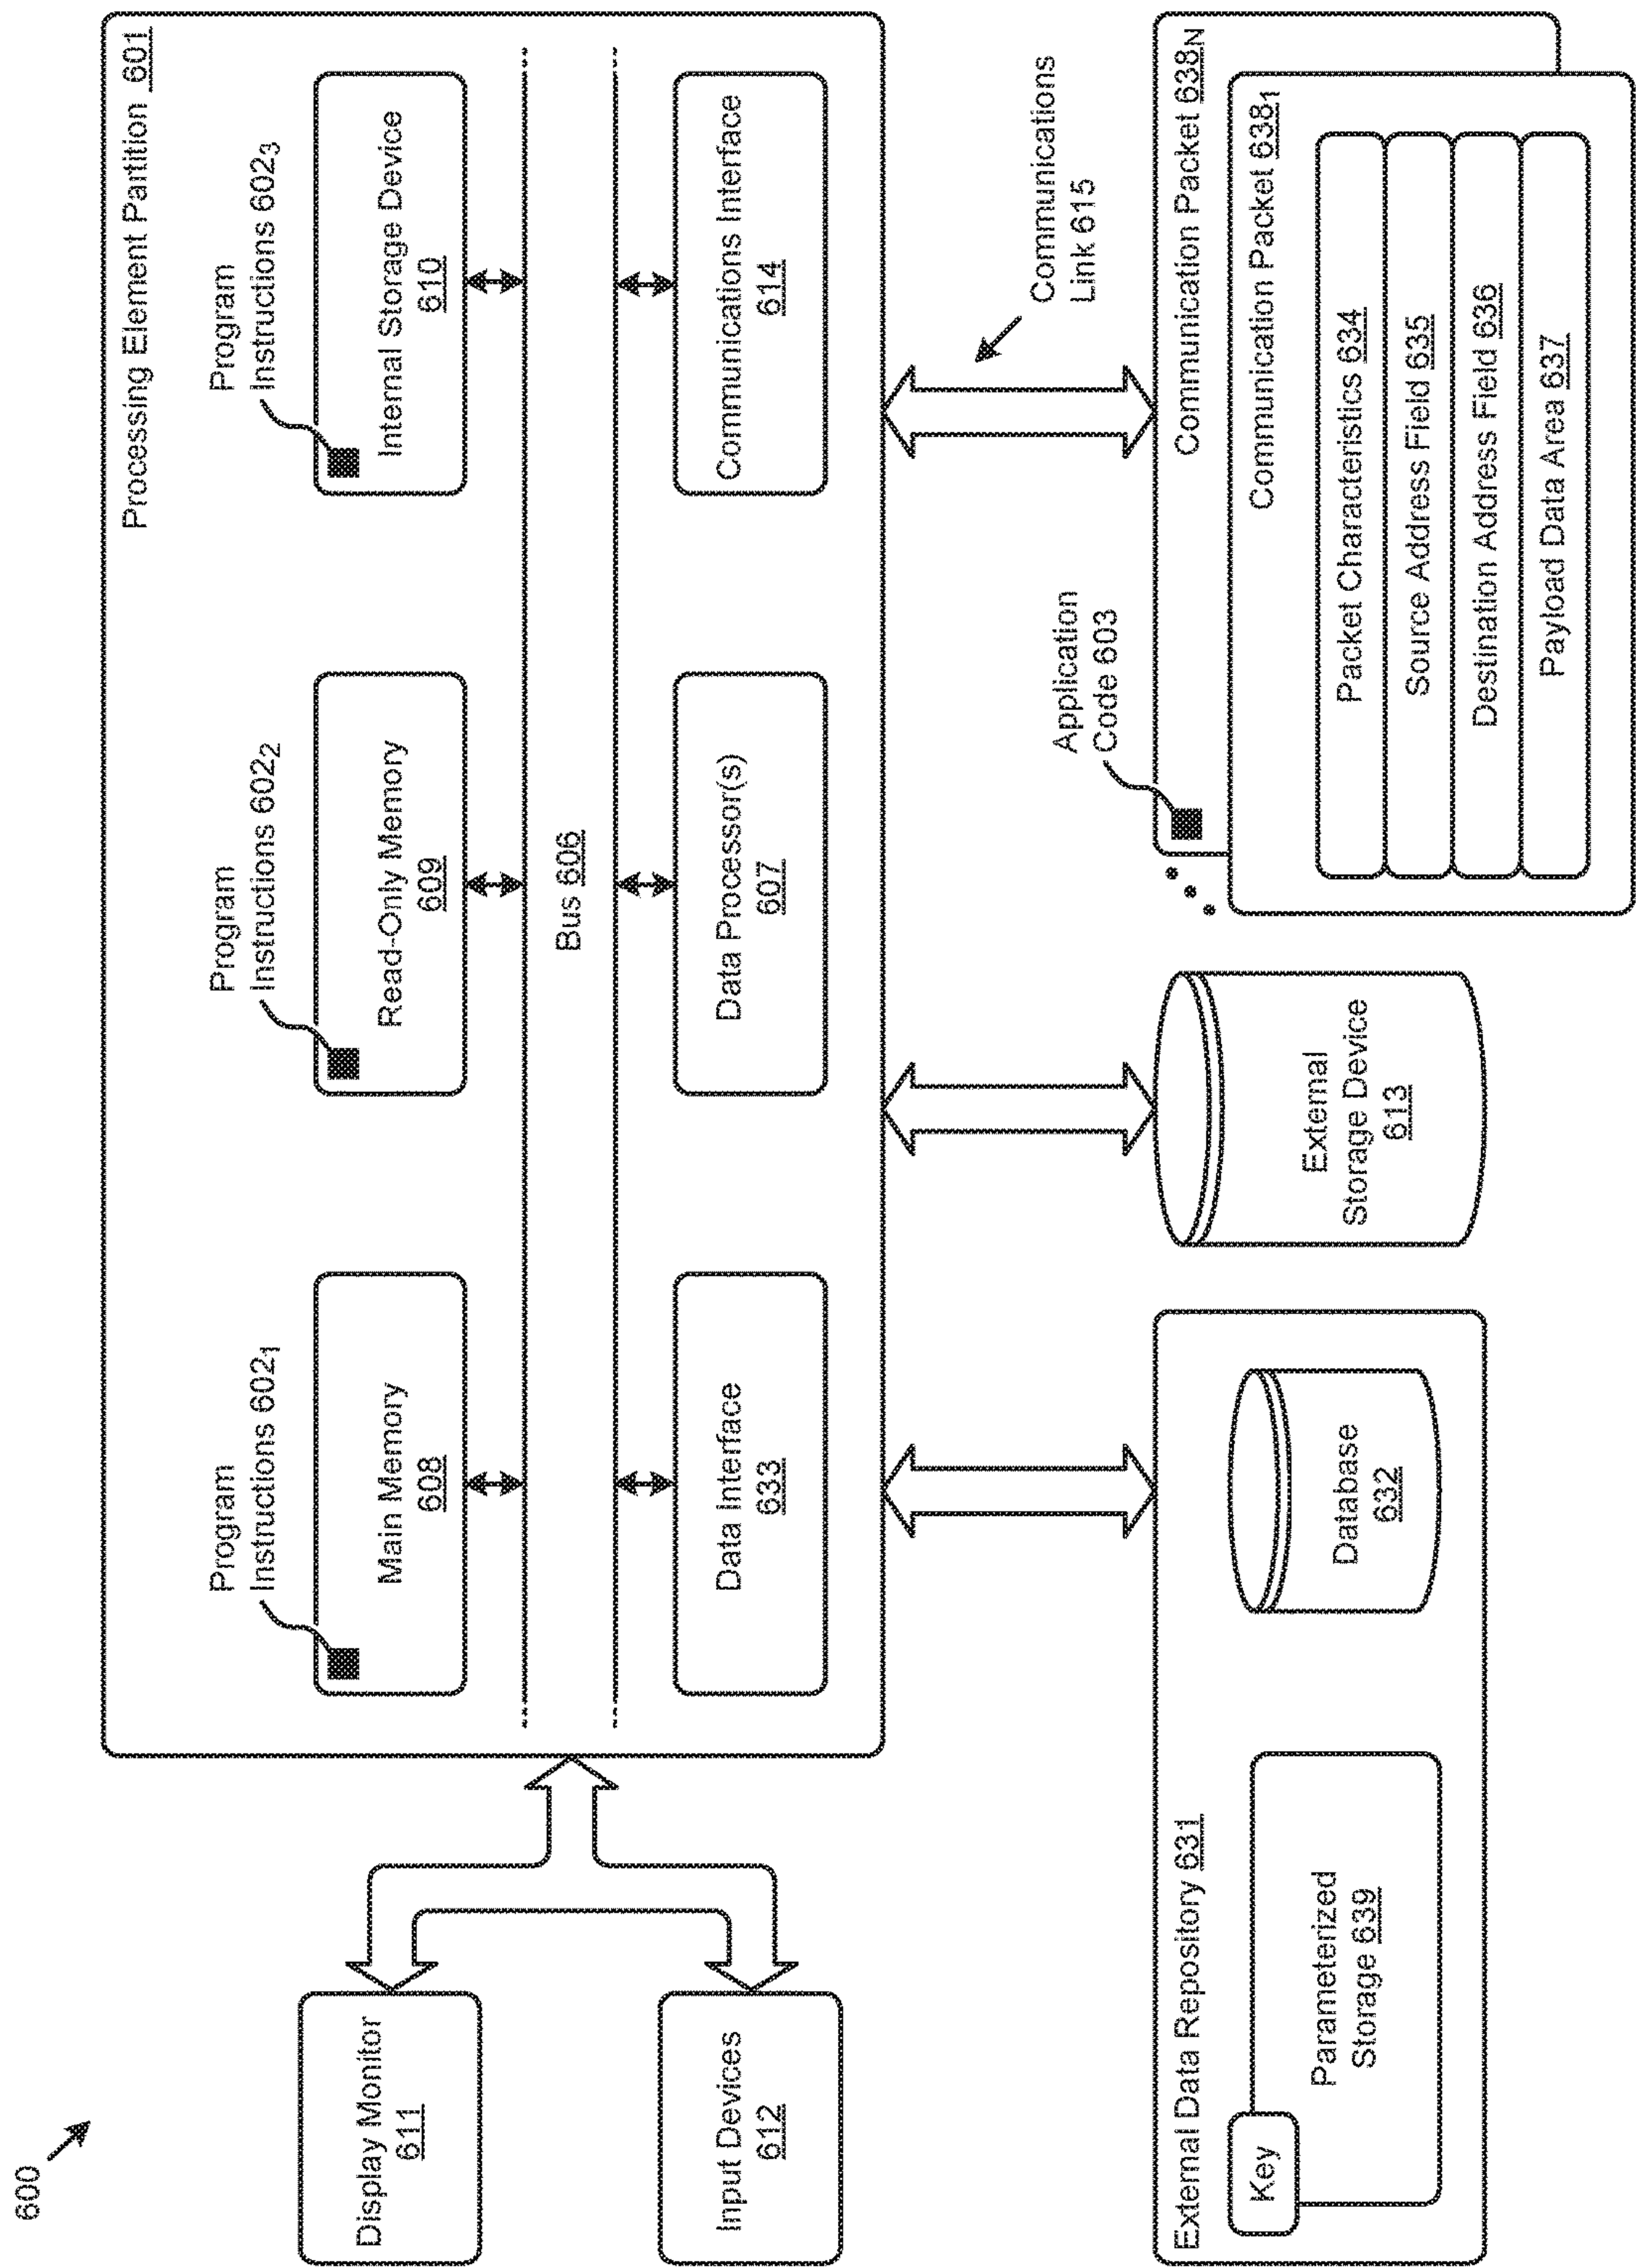 600
Processing Element Partition 601
Program
Instructions 602₁
Program
Instructions 602₂
Program
Instructions 602₃
Main Memory
608
Read-Only Memory
609
Internal Storage Device
610
Display Monitor
611
Bus 606
Input Devices
612
Data Interface
633
Data Processor(s)
607
Communications Interface
614
Communications
Link 615
Application
Code 603
External Data Repository 631
Key
Parameterized
Storage 639
Database
632
External
Storage Device
613
Communication Packet 638N
Communication Packet 638₁
Packet Characteristics 634
Source Address Field 635
Destination Address Field 636
Payload Data Area 637